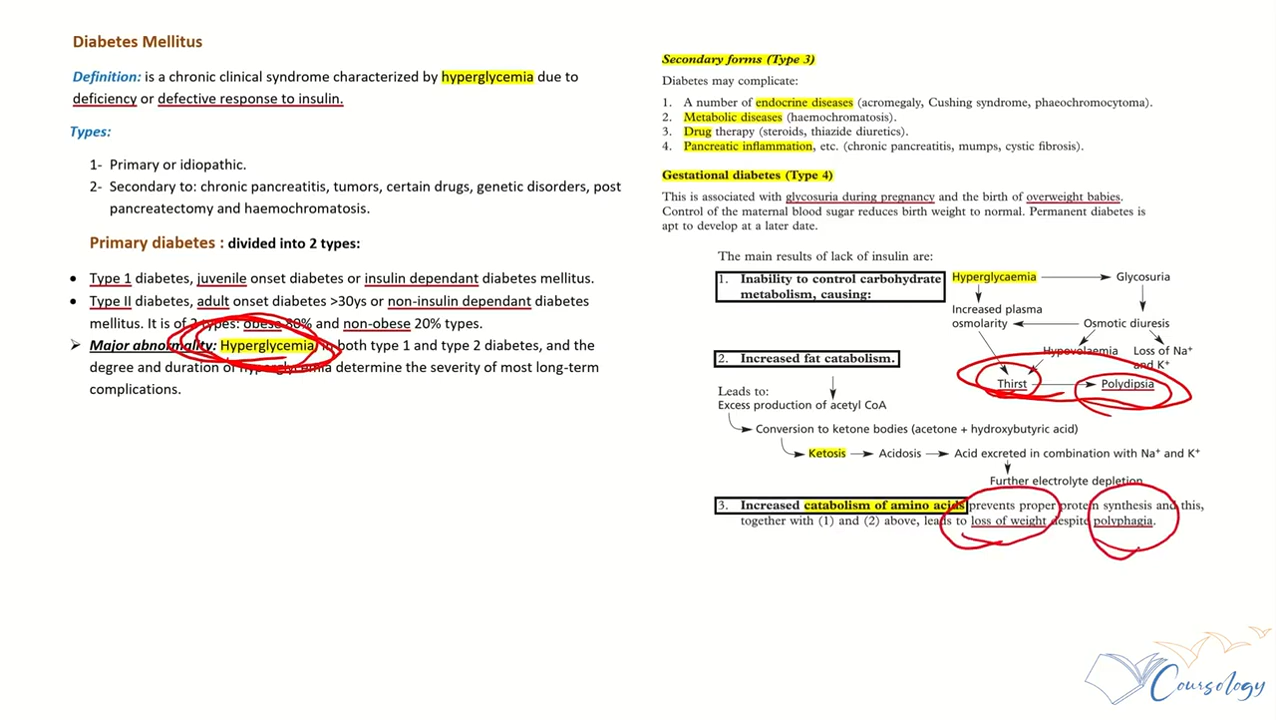 Diabetes Mellitus
Definition: is a chronic clinical syndrome characterized by hyperglycemia due to
deficiency or defective response to insulin.
Types:
1- Primary or idiopathic.
2- Secondary to: chronic pancreatitis, tumors, certain drugs, genetic disorders, post
pancreatectomy and haemochromatosis.
Primary diabetes : divided into 2 types:
• Type 1 diabetes, juvenile onset diabetes or insulin dependant diabetes mellitus.
• Type II diabetes, adult onset diabetes >30ys or non-insulin dependant diabetes
mellitus. It is of 2 types: obese 80% and non-obese 20% types.
➢ Major abnormality: Hyperglycemia, in both type 1 and type 2 diabetes, and the
degree and duration of hyperglycemia determine the severity of most long-term
complications.
Secondary forms (Type 3)
Diabetes may complicate:
1. A number of endocrine diseases (acromegaly, Cushing syndrome, phaeochromocytoma).
2. Metabolic diseases (haemochromatosis).
3. Drug therapy (steroids, thiazide diuretics).
4. Pancreatic inflammation, etc. (chronic pancreatitis, mumps, cystic fibrosis).
Gestational diabetes (Type 4)
This is associated with glycosuria during pregnancy and the birth of overweight babies.
Control of the maternal blood sugar reduces birth weight to normal. Permanent diabetes is
apt to develop at a later date.
The main results of lack of insulin are:
1. Inability to control carbohydrate
metabolism, causing:
Hyperglycaemia Glycosuria
Increased plasma
osmolarity Osmotic diuresis
Hypovolaemia Loss of Na⁺
and K⁺
Thirst Polydipsia
2. Increased fat catabolism.
Leads to:
Excess production of acetyl CoA
Conversion to ketone bodies (acetone + hydroxybutyric acid)
Ketosis Acidosis Acid excreted in combination with Na⁺ and K⁺
Further electrolyte depletion
3. Increased catabolism of amino acids prevents proper protein synthesis and this,
together with (1) and (2) above, leads to loss of weight despite polyphagia.
Coursology